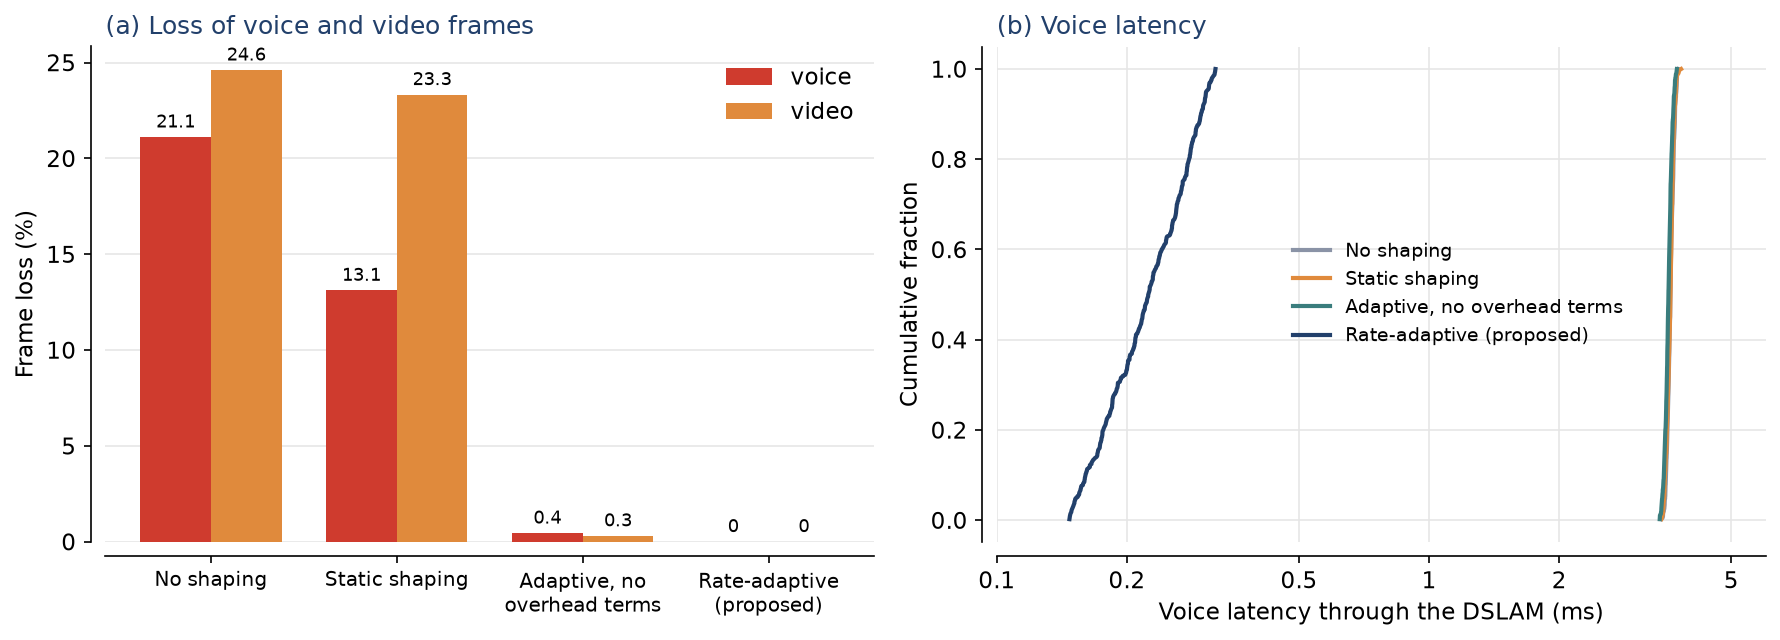 (a) Loss of voice and video frames
Frame loss (%)
25
20
15
10
5
0
21.1
24.6
13.1
23.3
0.4
0.3
0
0
voice
video
No shaping
Static shaping
Adaptive, no
overhead terms
Rate-adaptive
(proposed)
(b) Voice latency
Cumulative fraction
1.0
0.8
0.6
0.4
0.2
0.0
No shaping
Static shaping
Adaptive, no overhead terms
Rate-adaptive (proposed)
0.1
0.2
0.5
1
2
5
Voice latency through the DSLAM (ms)